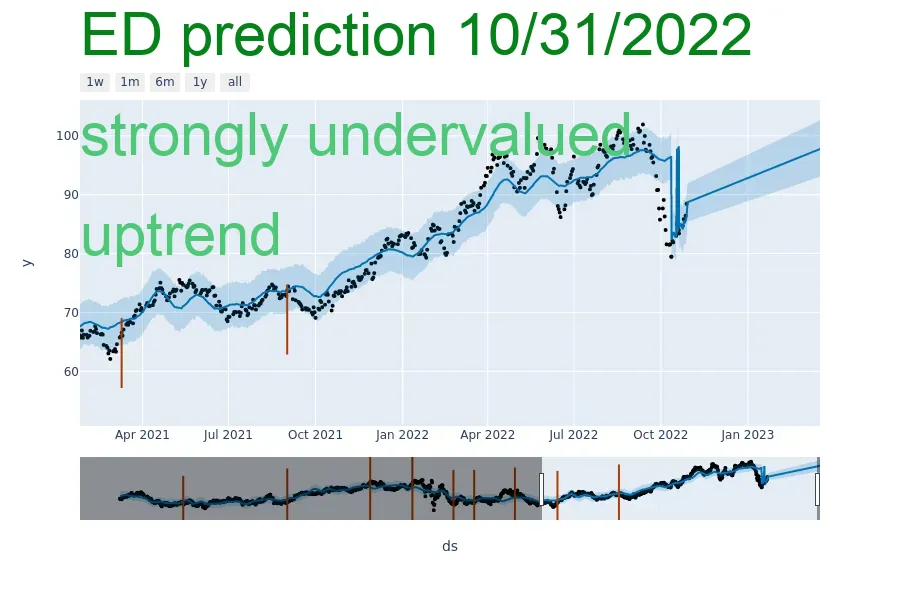 ED prediction 10/31/2022
1w 1m 6m 1y all
strongly undervalued
uptrend
100
90
80
70
60
y
Apr 2021 Jul 2021 Oct 2021 Jan 2022 Apr 2022 Jul 2022 Oct 2022 Jan 2023
ds